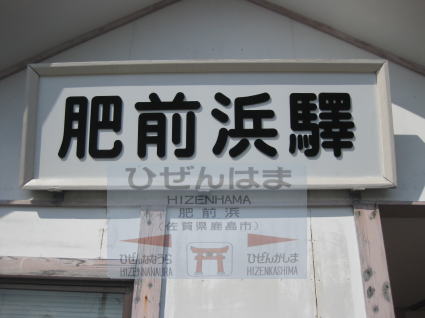 肥前浜驛
ひぜんはま
HIZENHAMA
肥前浜
(佐賀県鹿島市)
ひぜんななうら ひぜんかしま
HIZENNANAURA HIZENKASHIMA